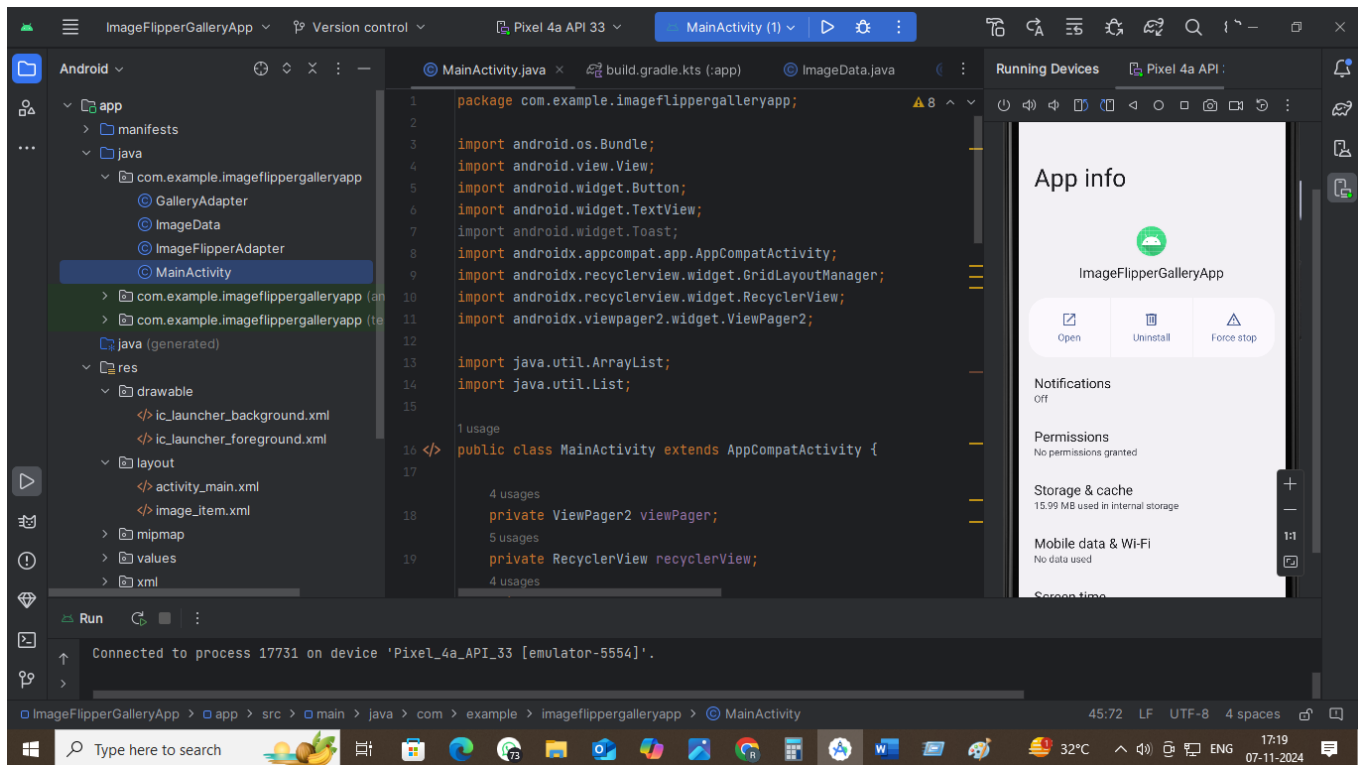 ImageFlipperGalleryApp
Version control
Pixel 4a API 33
MainActivity (1)
Android
app
manifests
java
com.example.imageflippergalleryapp
GalleryAdapter
ImageData
ImageFlipperAdapter
MainActivity
com.example.imageflippergalleryapp (an
com.example.imageflippergalleryapp (te
java (generated)
res
drawable
ic_launcher_background.xml
ic_launcher_foreground.xml
layout
activity_main.xml
image_item.xml
mipmap
values
xml
MainActivity.java
build.gradle.kts (:app)
ImageData.java
8
1 package com.example.imageflippergalleryapp;
2
3 import android.os.Bundle;
4 import android.view.View;
5 import android.widget.Button;
6 import android.widget.TextView;
7 import android.widget.Toast;
8 import androidx.appcompat.app.AppCompatActivity;
9 import androidx.recyclerview.widget.GridLayoutManager;
10 import androidx.recyclerview.widget.RecyclerView;
11 import androidx.viewpager2.widget.ViewPager2;
12
13 import java.util.ArrayList;
14 import java.util.List;
15
1 usage
16 public class MainActivity extends AppCompatActivity {
17
4 usages
18 private ViewPager2 viewPager;
5 usages
19 private RecyclerView recyclerView;
4 usages
Running Devices
Pixel 4a API
App info
ImageFlipperGalleryApp
Open
Uninstall
Force stop
Notifications
Off
Permissions
No permissions granted
Storage & cache
15.99 MB used in internal storage
Mobile data & Wi-Fi
No data used
Screen time
1:1
Run
Connected to process 17731 on device 'Pixel_4a_API_33 [emulator-5554]'.
ImageFlipperGalleryApp > app > src > main > java > com > example > imageflippergalleryapp > MainActivity
45:72 LF UTF-8 4 spaces
Type here to search
32°C
ENG
17:19
07-11-2024